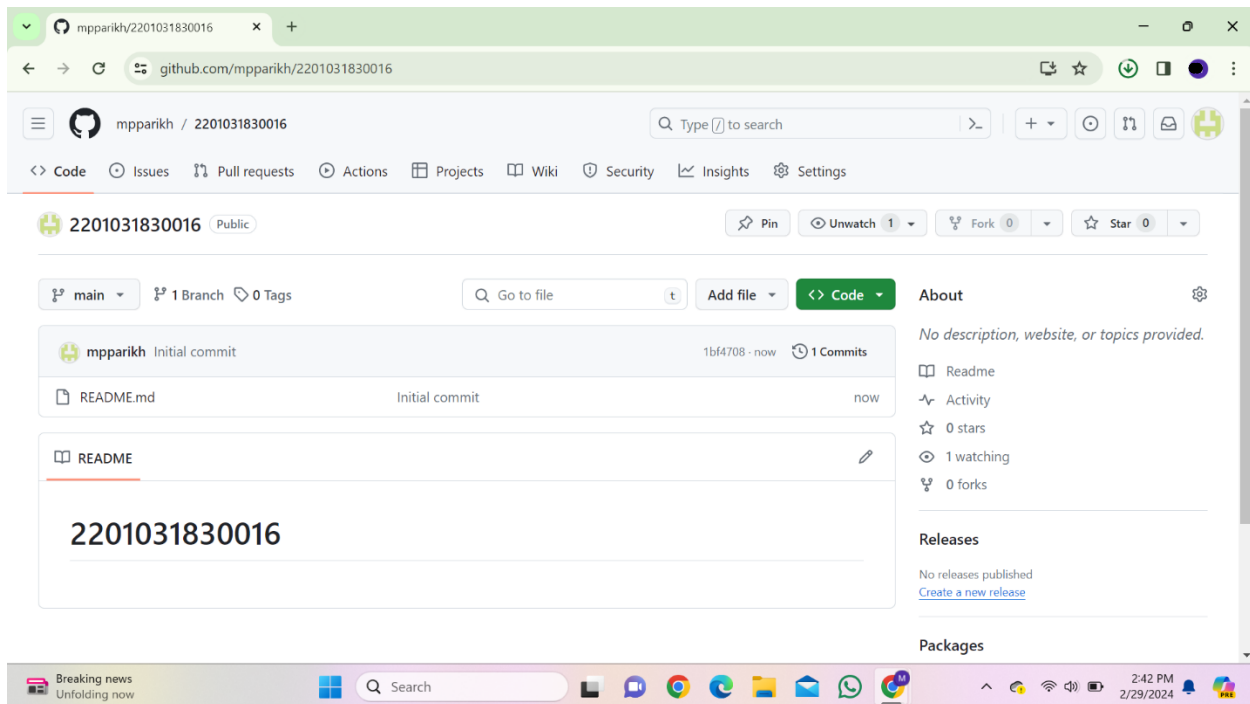 mpparikh/2201031830016
github.com/mpparikh/2201031830016
mpparikh / 2201031830016
Type / to search
Code Issues Pull requests Actions Projects Wiki Security Insights Settings
2201031830016 Public
Pin Unwatch 1 Fork 0 Star 0
main 1 Branch 0 Tags
Go to file t Add file Code
mpparikh Initial commit 1bf4708 · now 1 Commits
README.md Initial commit now
README
2201031830016
About
No description, website, or topics provided.
Readme
Activity
0 stars
1 watching
0 forks
Releases
No releases published
Create a new release
Packages
Breaking news
Unfolding now
Search
M
2:42 PM
2/29/2024
PRE